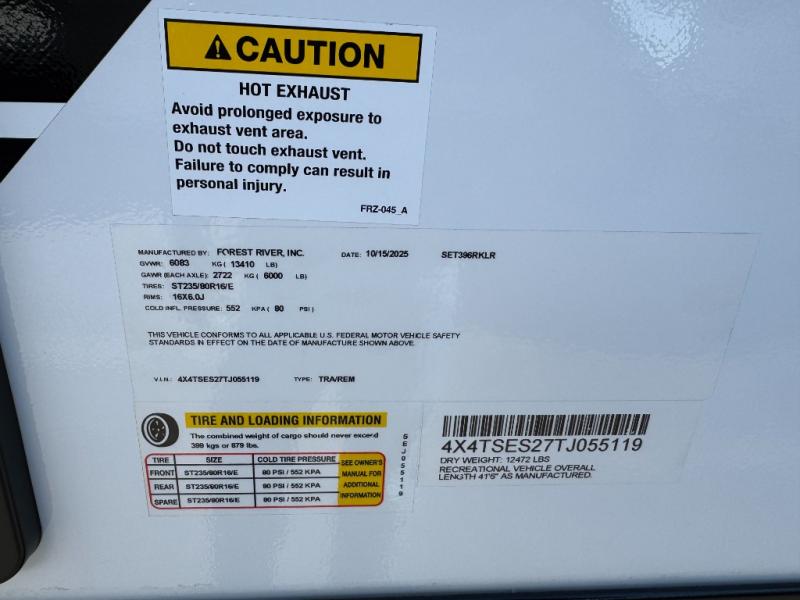 CAUTION
HOT EXHAUST
Avoid prolonged exposure to
exhaust vent area.
Do not touch exhaust vent.
Failure to comply can result in
personal injury.
FRZ-045_A
MANUFACTURED BY: FOREST RIVER, INC. DATE: 10/15/2025 SET396RKLR
GVWR: 6083 KG ( 13410 LB)
GAWR (EACH AXLE): 2722 KG ( 6000 LB)
TIRES: ST235/80R16/E
RIMS: 16X6.0J
COLD INFL. PRESSURE: 552 KPA ( 80 PSI )
THIS VEHICLE CONFORMS TO ALL APPLICABLE U.S. FEDERAL MOTOR VEHICLE SAFETY
STANDARDS IN EFFECT ON THE DATE OF MANUFACTURE SHOWN ABOVE.
V.I.N.: 4X4TSES27TJ055119 TYPE: TRA/REM
TIRE AND LOADING INFORMATION
The combined weight of cargo should never exceed
399 kgs or 879 lbs.
TIRE SIZE COLD TIRE PRESSURE
FRONT ST235/80R16/E 80 PSI / 552 KPA
REAR ST235/80R16/E 80 PSI / 552 KPA
SPARE ST235/80R16/E 80 PSI / 552 KPA
SEE OWNER'S
MANUAL FOR
ADDITIONAL
INFORMATION
SEJ055119
4X4TSES27TJ055119
DRY WEIGHT: 12472 LBS
RECREATIONAL VEHICLE OVERALL
LENGTH 41'6" AS MANUFACTURED.